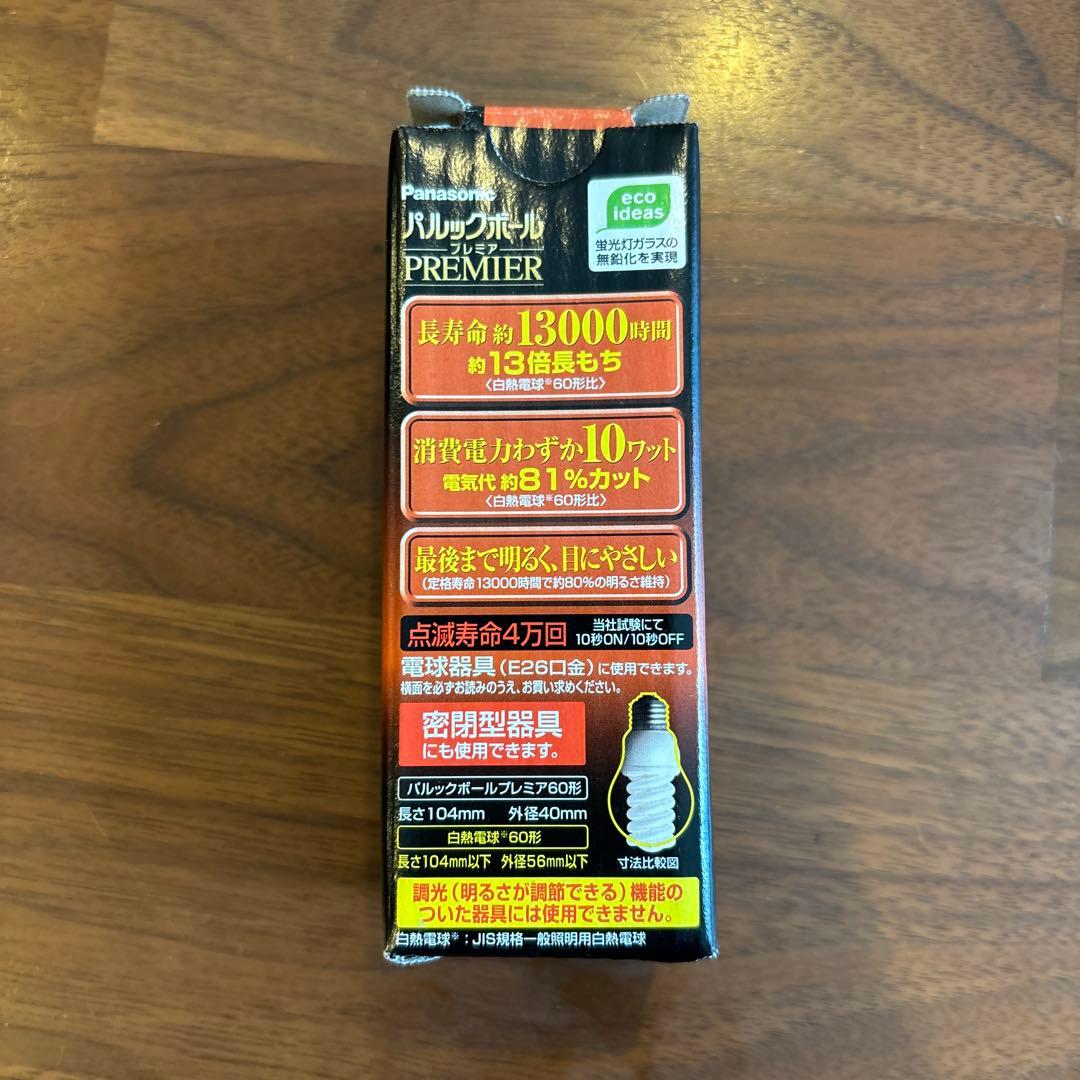 Panasonic
パルックボール
プレミア
PREMIER
eco
ideas
蛍光灯ガラスの
無鉛化を実現
長寿命 約13000時間
約13倍長もち
〈白熱電球※60形比〉
消費電力わずか10ワット
電気代 約81%カット
〈白熱電球※60形比〉
最後まで明るく、目にやさしい
(定格寿命13000時間で約80%の明るさ維持)
点滅寿命4万回 当社試験にて
10秒ON/10秒OFF
電球器具(E26口金)に使用できます。
横面を必ずお読みのうえ、お買い求めください。
密閉型器具
にも使用できます。
パルックボールプレミア60形
長さ104mm 外径40mm
白熱電球※60形
長さ104mm以下 外径56mm以下
寸法比較図
調光(明るさが調節できる)機能の
ついた器具には使用できません。
白熱電球※:JIS規格一般照明用白熱電球